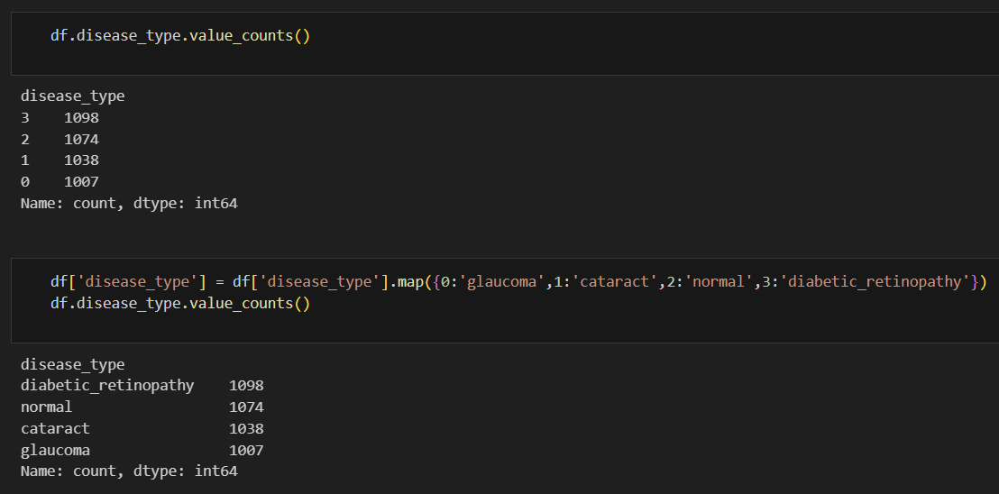 df.disease_type.value_counts()
disease_type
3    1098
2    1074
1    1038
0    1007
Name: count, dtype: int64
df['disease_type'] = df['disease_type'].map({0:'glaucoma',1:'cataract',2:'normal',3:'diabetic_retinopathy'})
df.disease_type.value_counts()
disease_type
diabetic_retinopathy    1098
normal                  1074
cataract                1038
glaucoma                1007
Name: count, dtype: int64